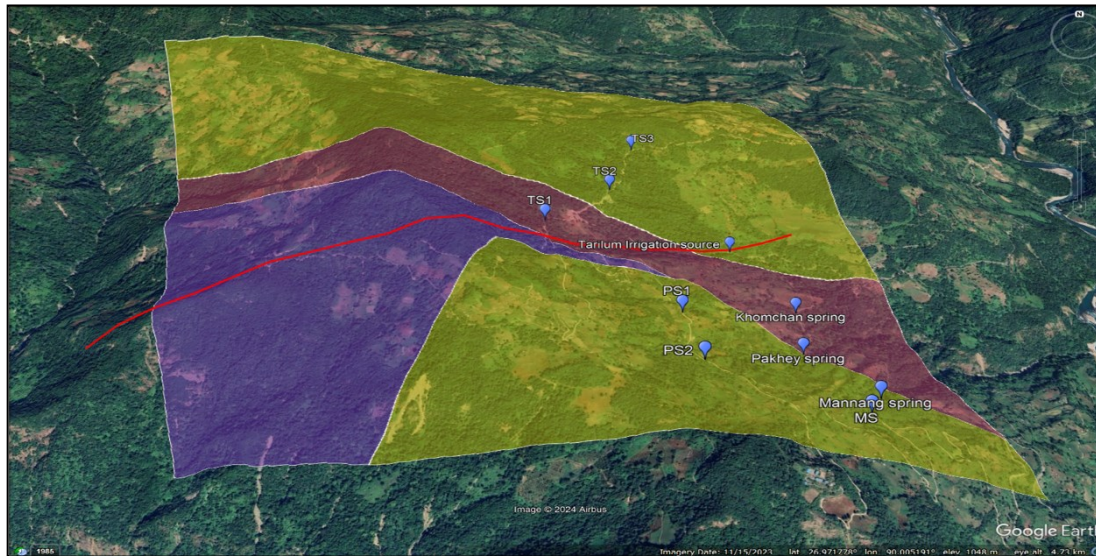 N
TS3
TS2
TS1
Tarilum Irrigation source
PS1
Khomchan spring
PS2
Pakhey spring
Mannang spring
MS
Image © 2024 Airbus
Google Earth
1985
Imagery Date: 11/15/2023 lat 26.971278° lon 90.005191° elev 1048 m eye alt 4.73 km